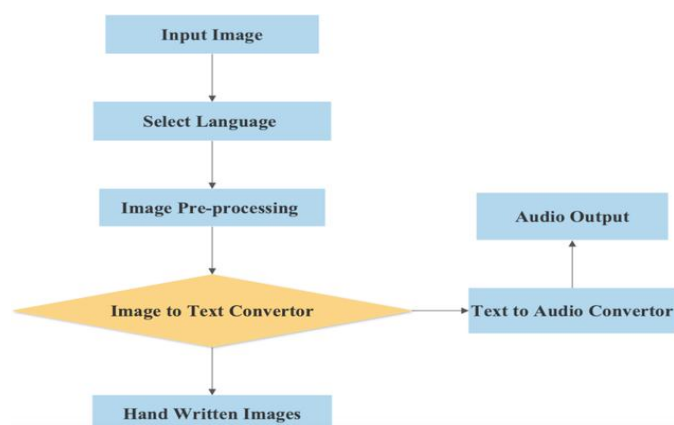 Input Image
Select Language
Image Pre-processing
Audio Output
Image to Text Convertor
Text to Audio Convertor
Hand Written Images